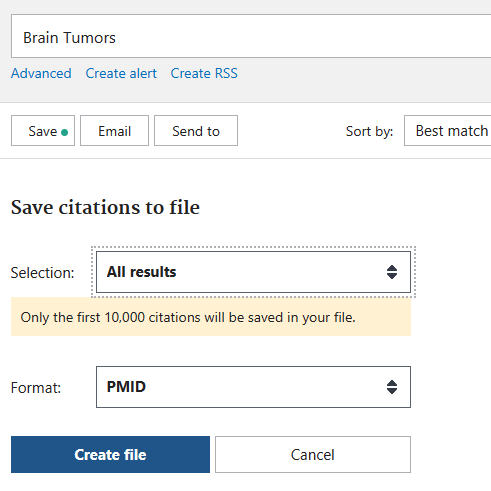 Brain Tumors
Advanced Create alert Create RSS
Save Email Send to Sort by: Best match
Save citations to file
Selection: All results
Only the first 10,000 citations will be saved in your file.
Format: PMID
Create file Cancel